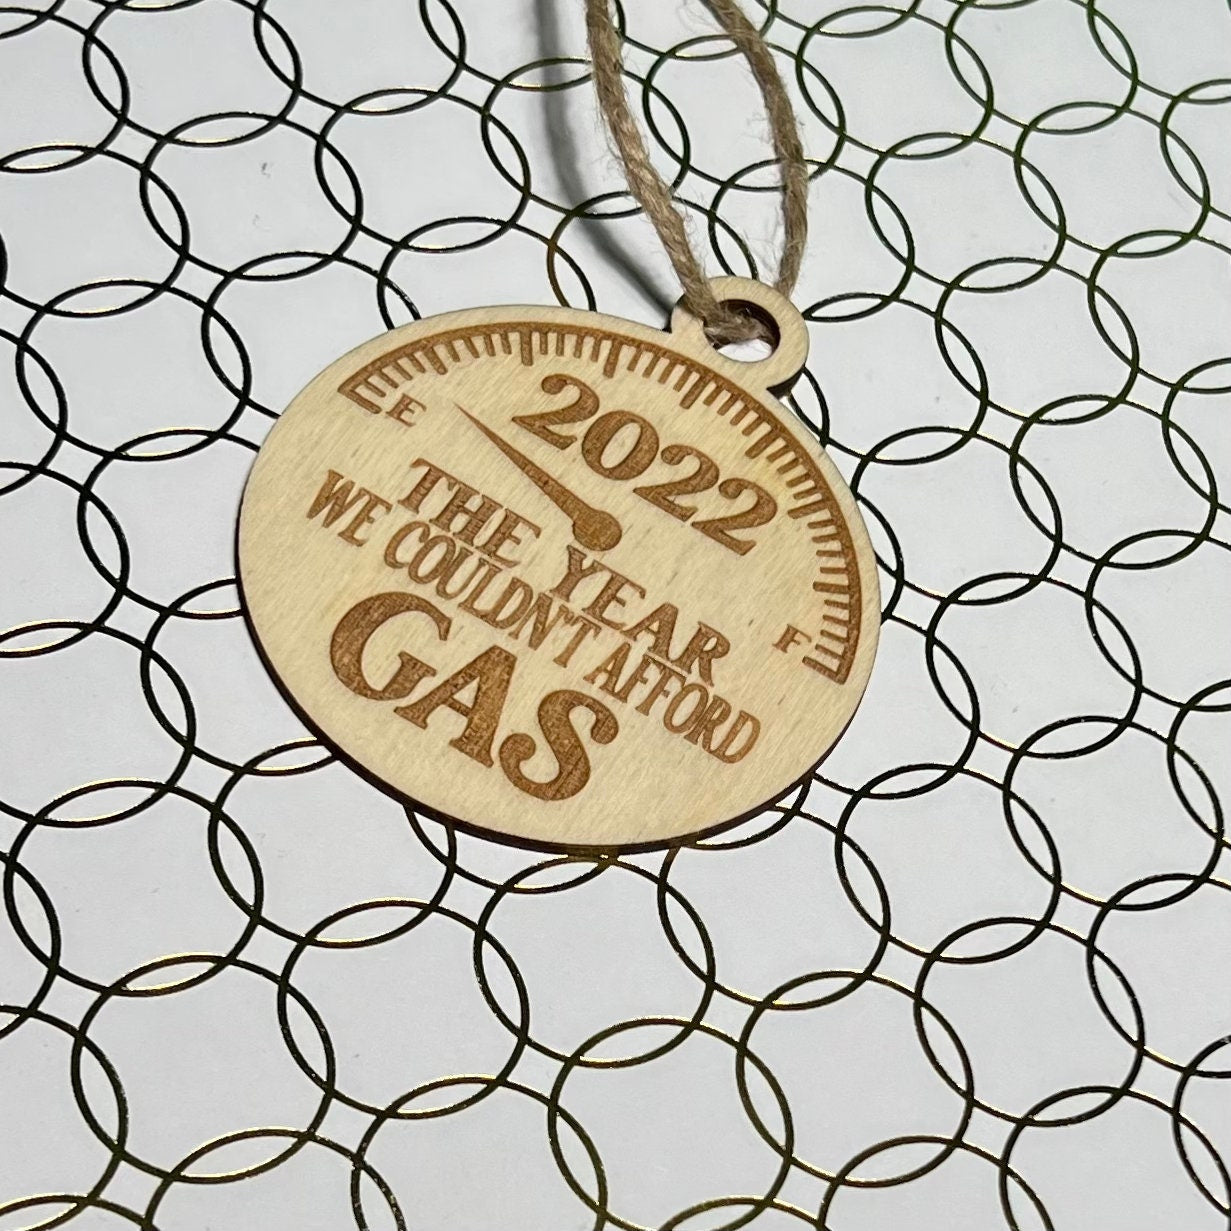 E
2022
THE YEAR
WE COULDN'T AFFORD
GAS
F